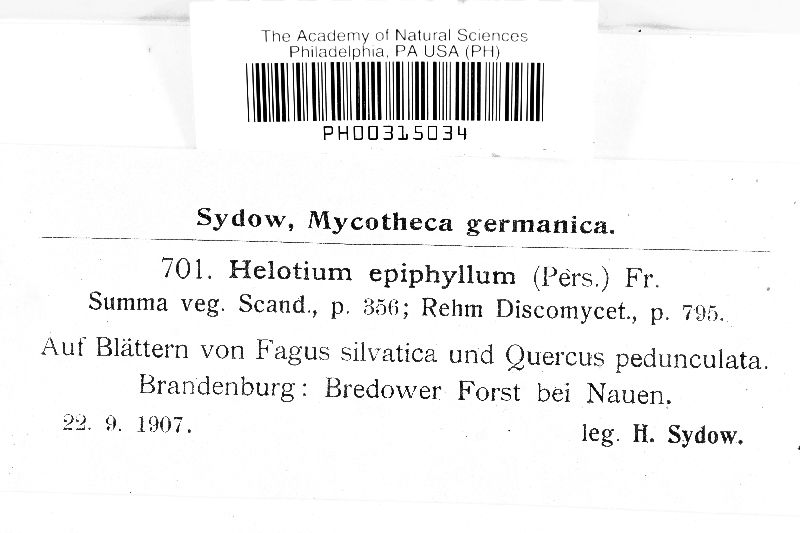 The Academy of Natural Sciences
Philadelphia, PA USA (PH)
PH00315034
Sydow, Mycotheca germanica.
701. Helotium epiphyllum (Pers.) Fr.
Summa veg. Scand., p. 356; Rehm Discomycet., p. 795.
Auf Blättern von Fagus silvatica und Quercus pedunculata.
Brandenburg: Bredower Forst bei Nauen.
22. 9. 1907.
leg. H. Sydow.